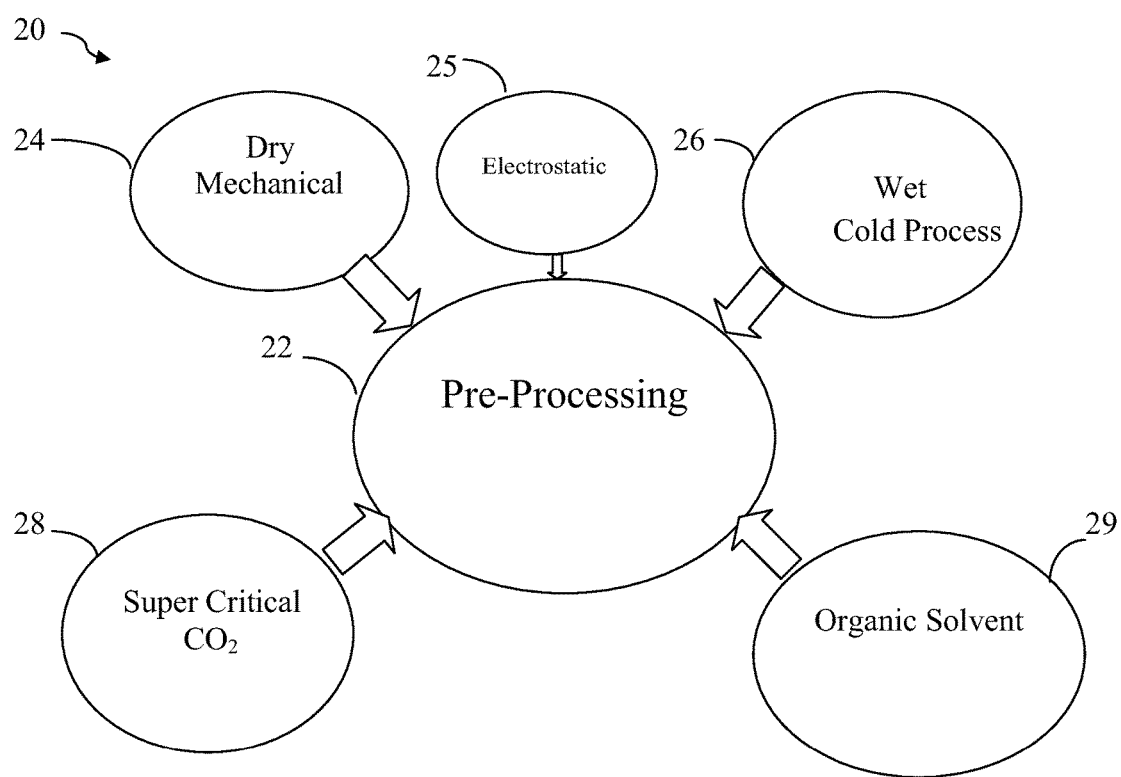 20
25
24
Dry
Mechanical
Electrostatic
26
Wet
Cold Process
22
Pre-Processing
28
Super Critical
CO₂
29
Organic Solvent